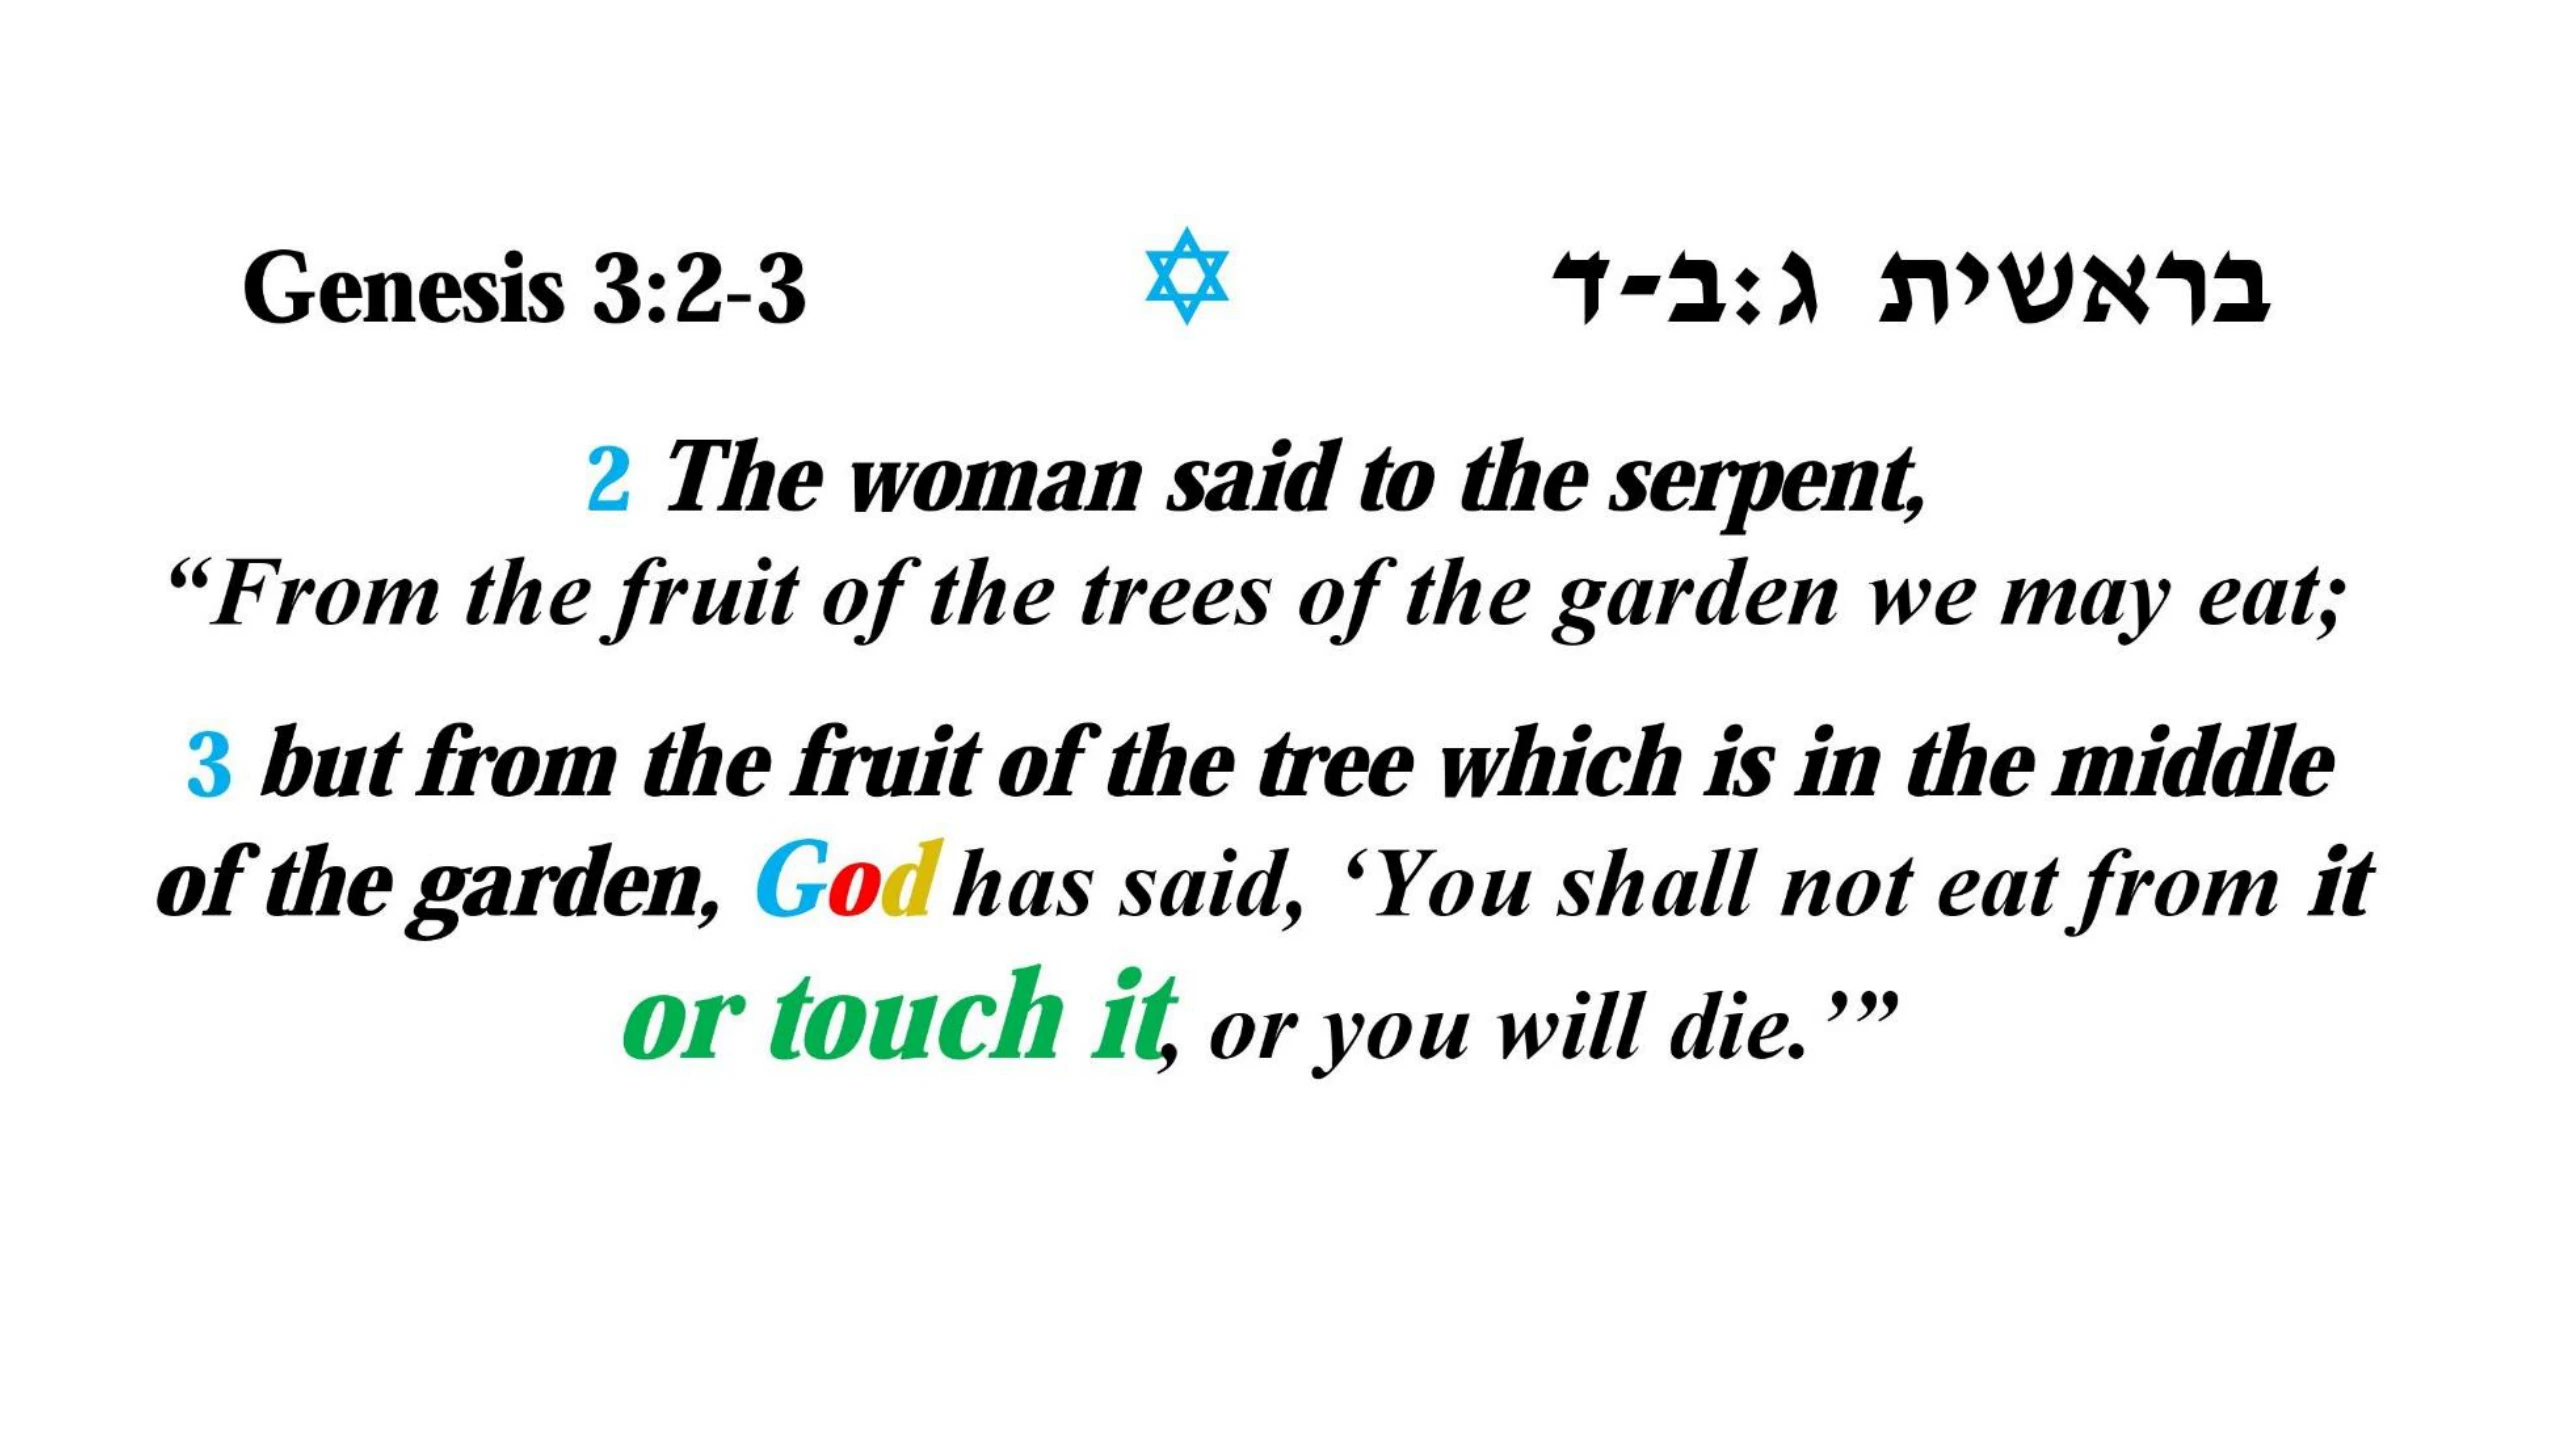 Genesis 3:2-3 ✡ בראשית ג:ב-ד
2 The woman said to the serpent,
“From the fruit of the trees of the garden we may eat;
3 but from the fruit of the tree which is in the middle
of the garden, God has said, ‘You shall not eat from it
or touch it, or you will die.’”